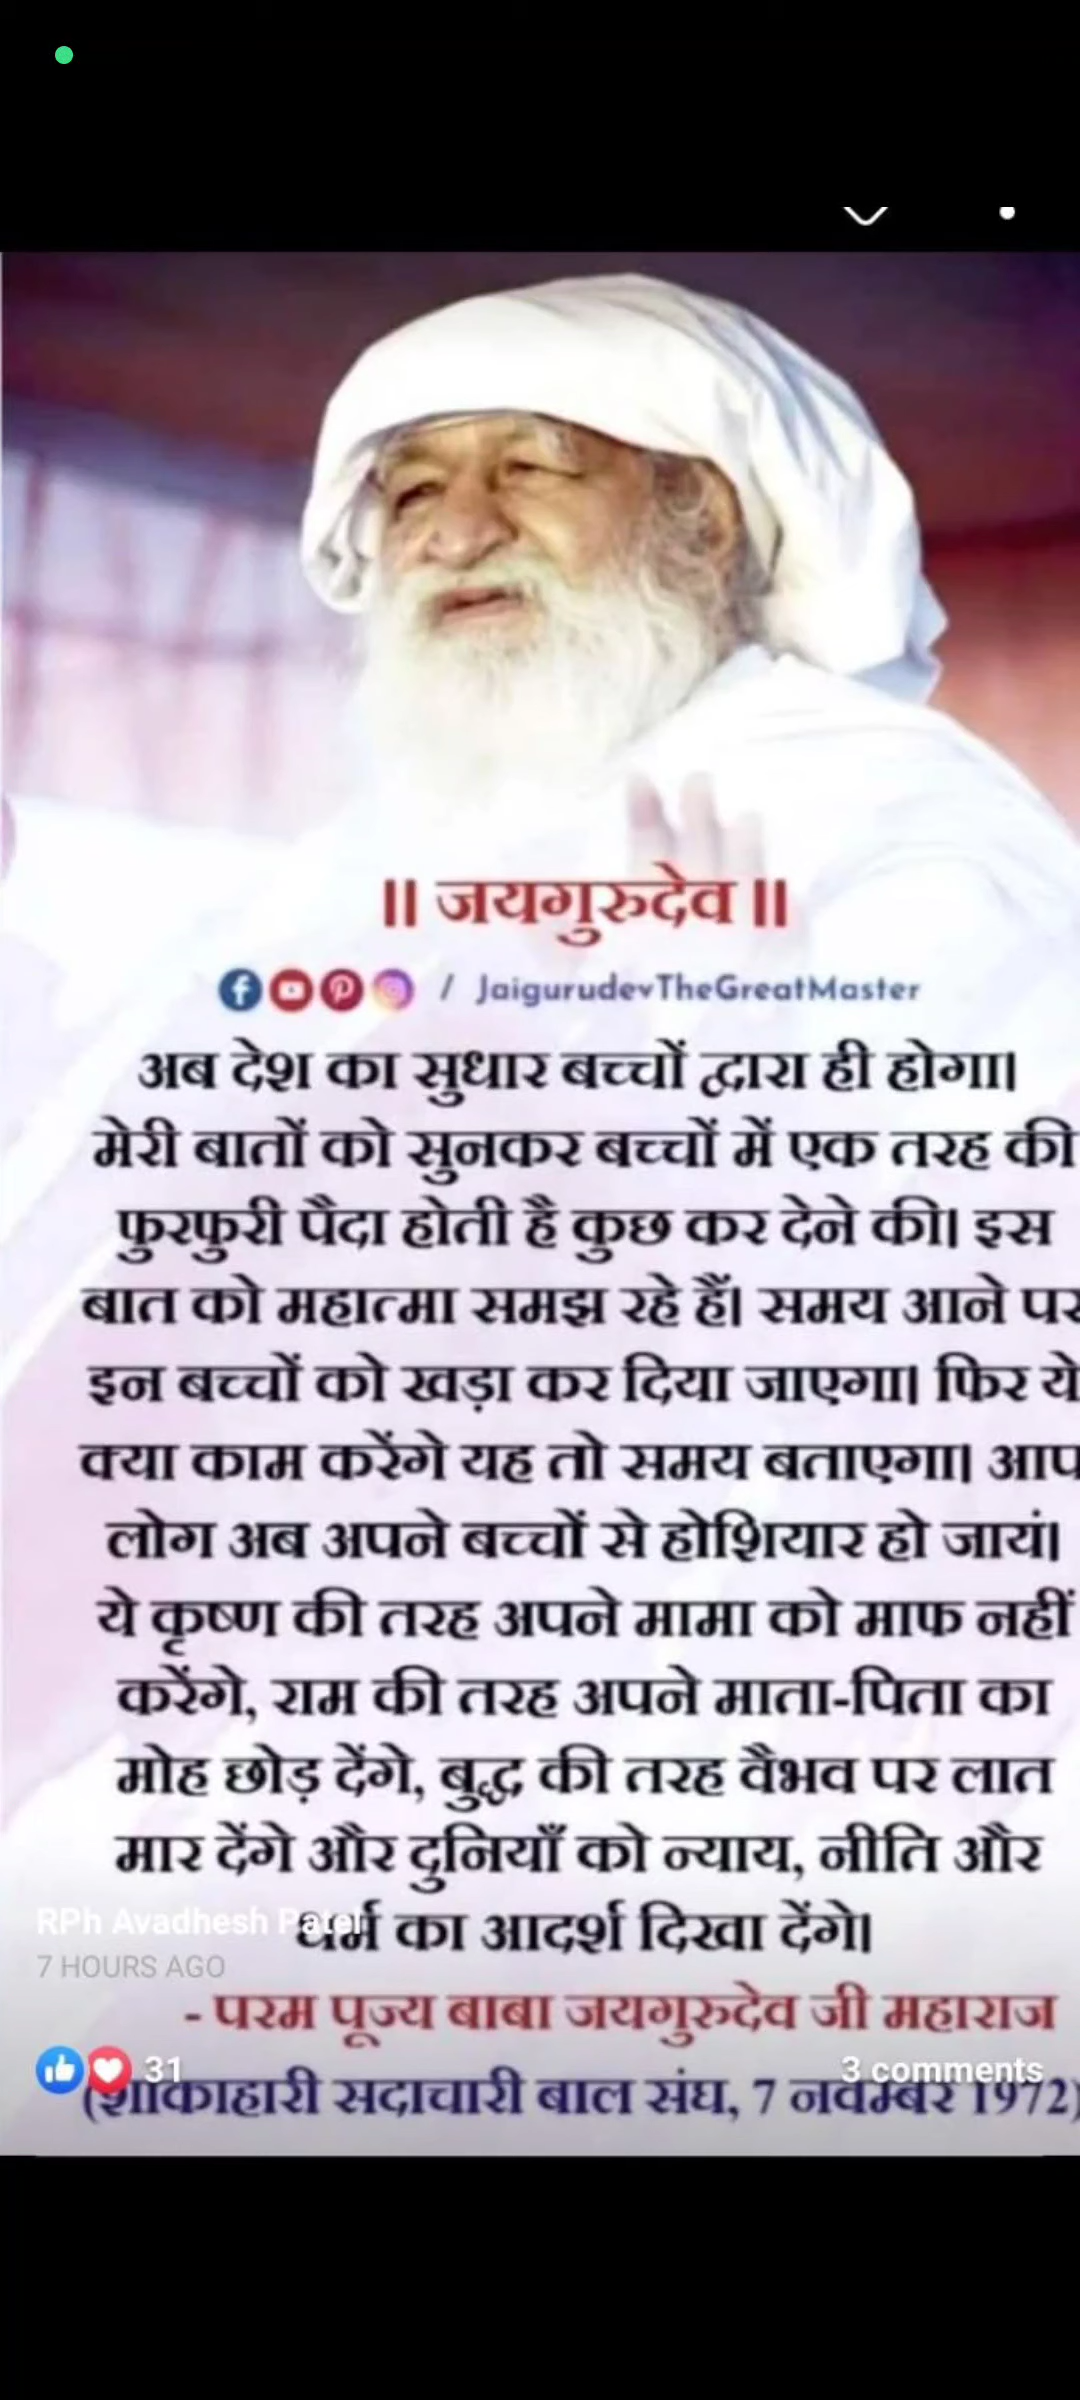 ॥ जयगुरुदेव ॥
/ JaigurudevTheGreatMaster
अब देश का सुधार बच्चों द्वारा ही होगा।
मेरी बातों को सुनकर बच्चों में एक तरह की
फुरफुरी पैदा होती है कुछ कर देने की। इस
बात को महात्मा समझ रहे हैं। समय आने पर
इन बच्चों को खड़ा कर दिया जाएगा। फिर ये
क्या काम करेंगे यह तो समय बताएगा। आप
लोग अब अपने बच्चों से होशियार हो जायं।
ये कृष्ण की तरह अपने मामा को माफ नहीं
करेंगे, राम की तरह अपने माता-पिता का
मोह छोड़ देंगे, बुद्ध की तरह वैभव पर लात
मार देंगे और दुनियाँ को न्याय, नीति और
धर्म का आदर्श दिखा देंगे।
RPh Avadhesh Patel
7 HOURS AGO
- परम पूज्य बाबा जयगुरुदेव जी महाराज
31
3 comments
(शाकाहारी सदाचारी बाल संघ, 7 नवम्बर 1972)